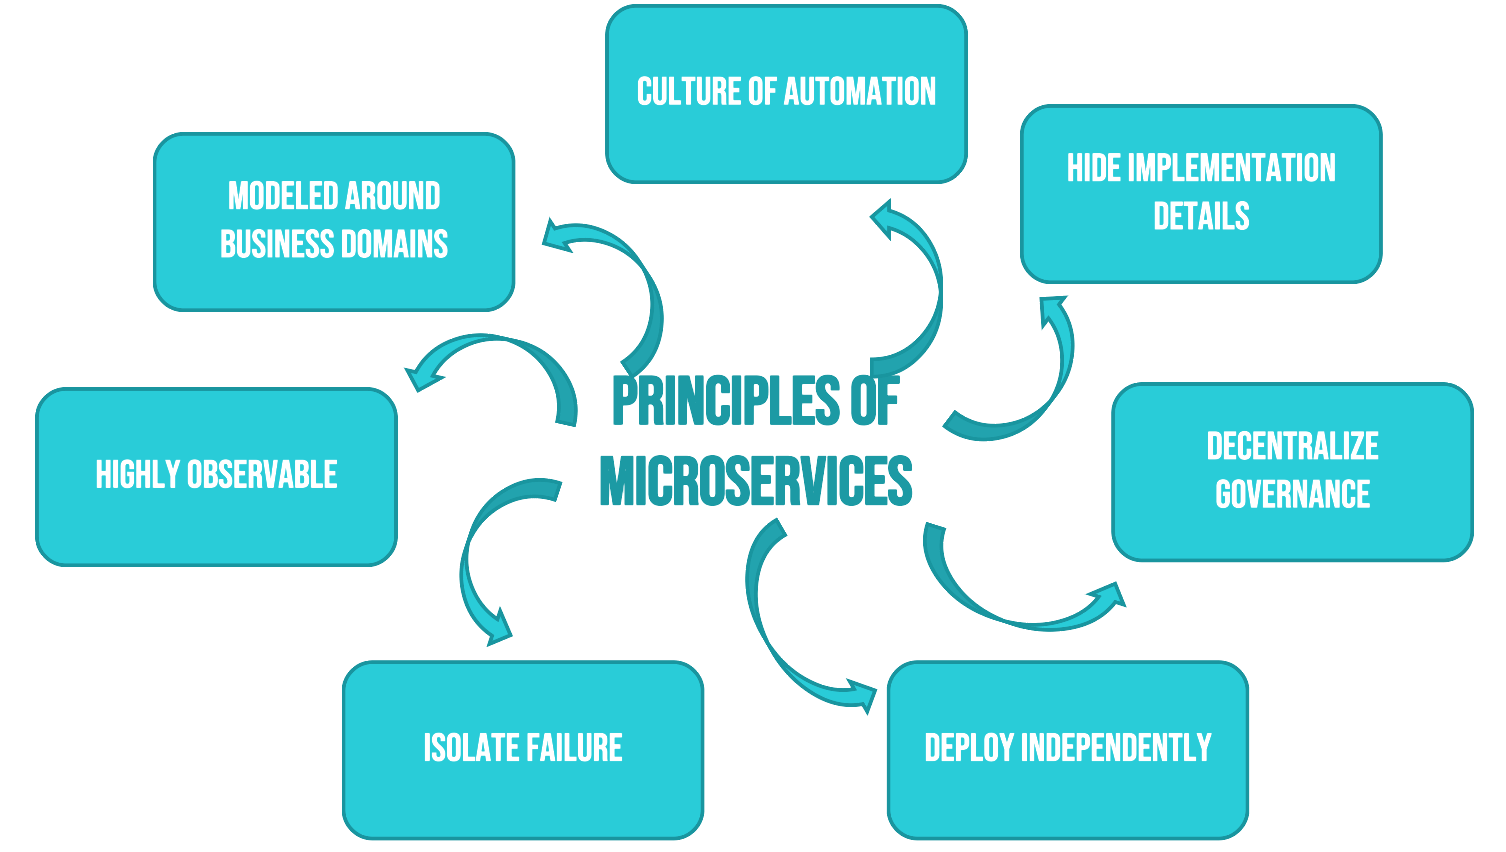 CULTURE OF AUTOMATION
HIDE IMPLEMENTATION
DETAILS
MODELED AROUND
BUSINESS DOMAINS
PRINCIPLES OF
MICROSERVICES
HIGHLY OBSERVABLE
DECENTRALIZE
GOVERNANCE
ISOLATE FAILURE
DEPLOY INDEPENDENTLY